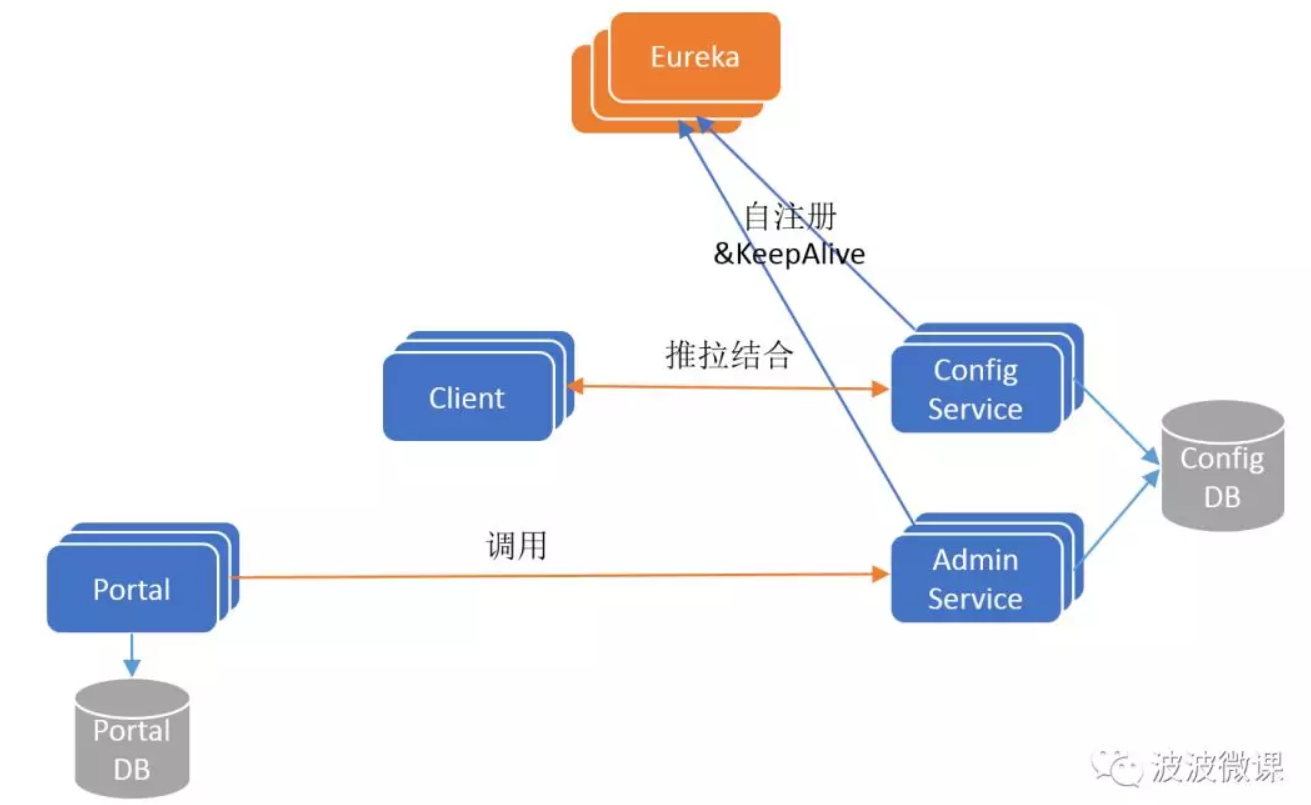 Eureka
自注册
&KeepAlive
推拉结合
Client
Config
Service
Config
DB
调用
Admin
Service
Portal
Portal
DB
波波微课